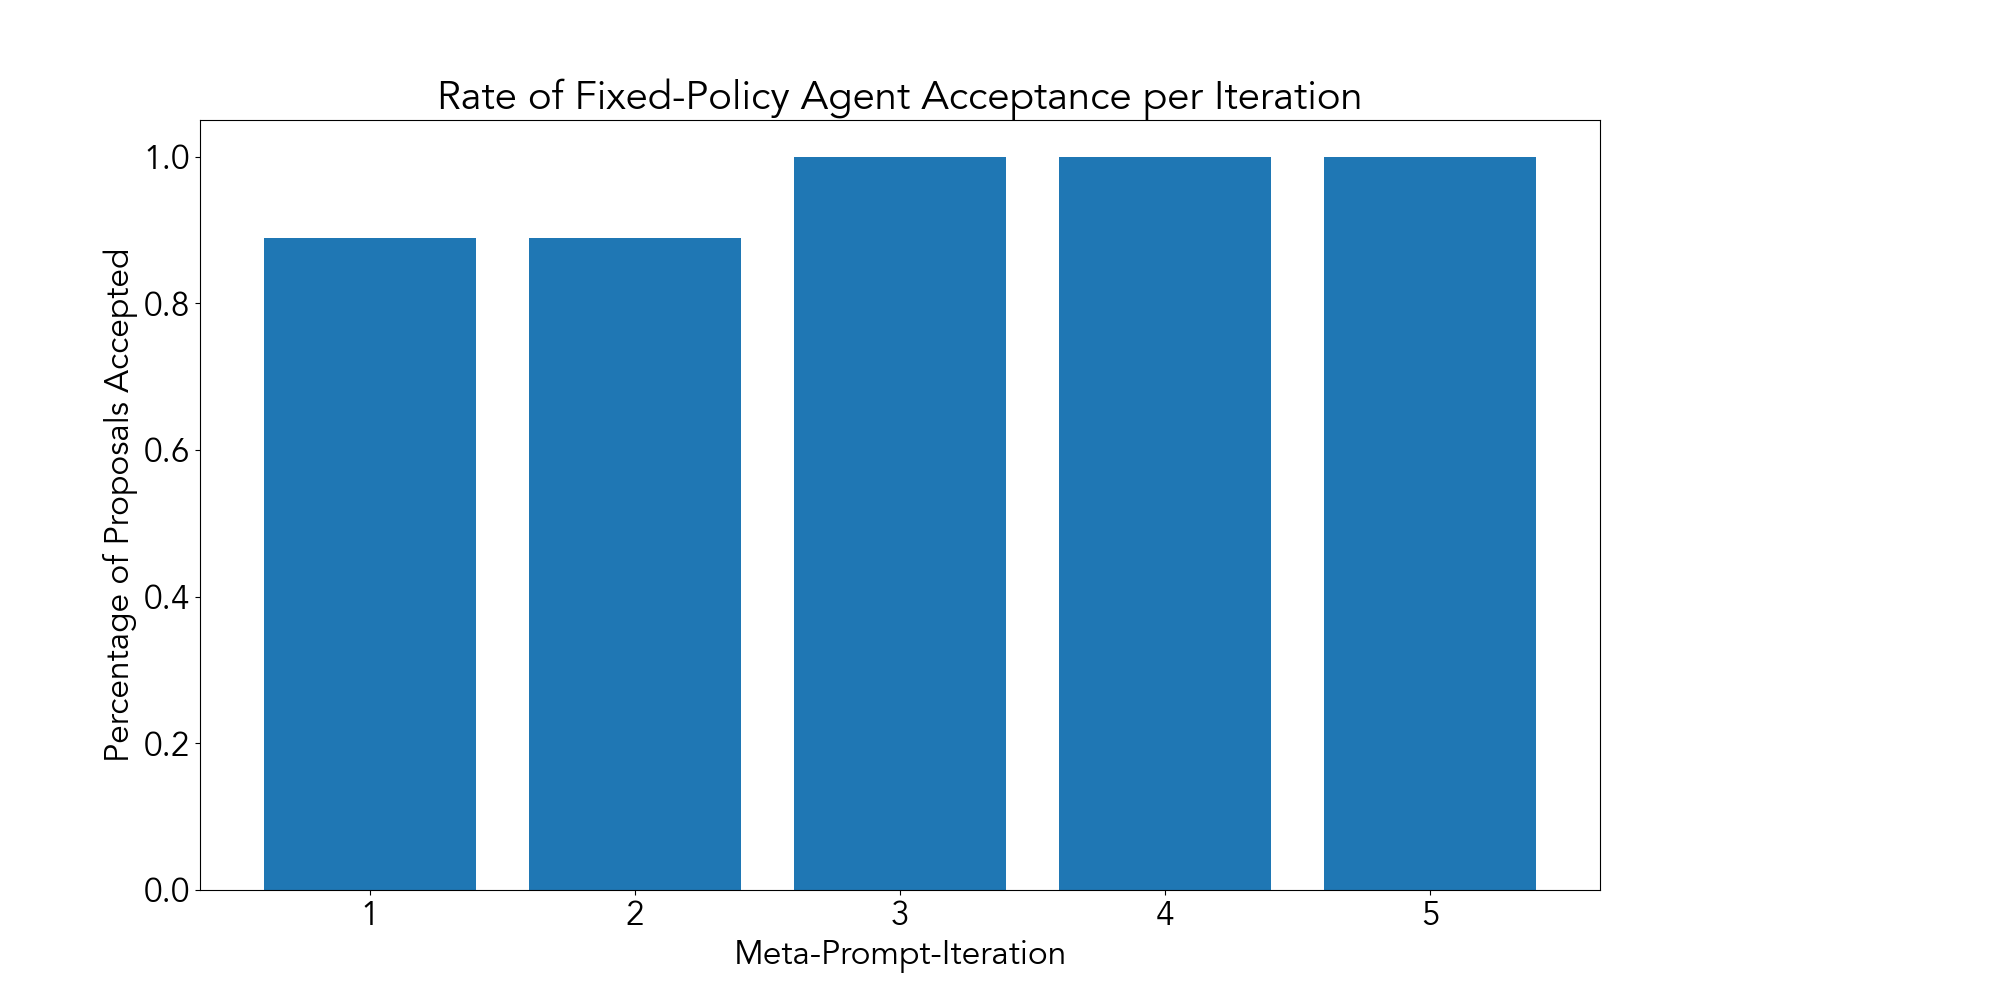 Rate of Fixed-Policy Agent Acceptance per Iteration
Percentage of Proposals Accepted
1.0
0.8
0.6
0.4
0.2
0.0
1 2 3 4 5
Meta-Prompt-Iteration